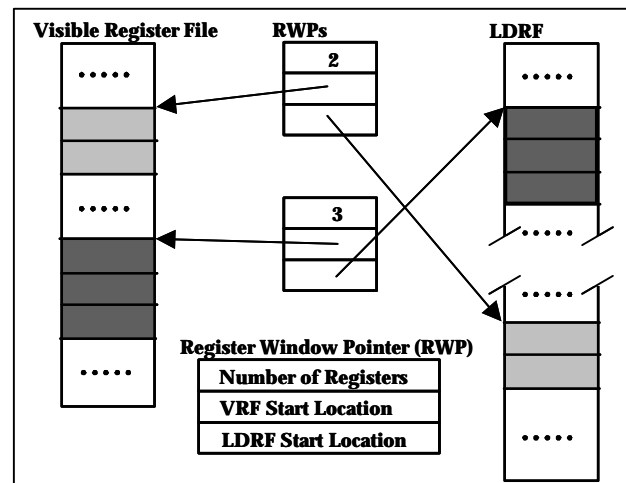 Visible Register File RWPs LDRF
2
3
Register Window Pointer (RWP)
Number of Registers
VRF Start Location
LDRF Start Location